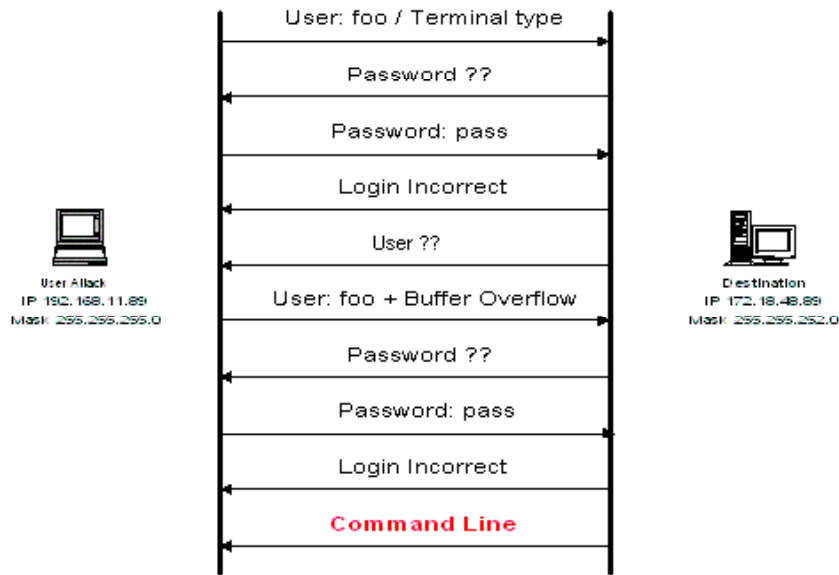 User: foo / Terminal type
Password ??
Password: pass
Login Incorrect
User ??
User: foo + Buffer Overflow
Password ??
Password: pass
Login Incorrect
Command Line
User Attack
IP 192.168.11.89
Mask 255.255.255.0
Destination
IP 172.18.48.89
Mask 255.255.252.0